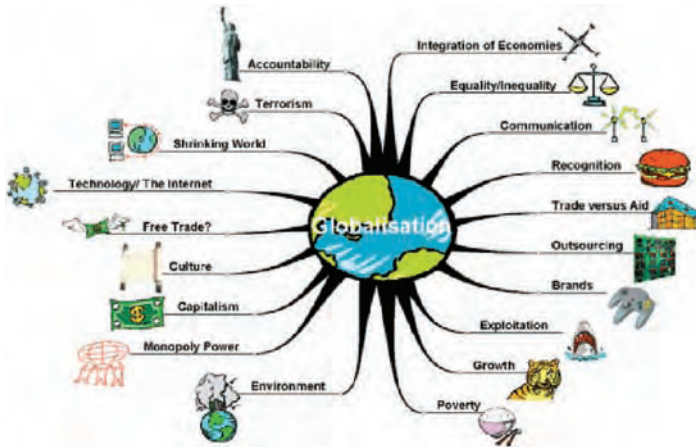 Globalisation
Accountability
Terrorism
Shrinking World
Technology/ The Internet
Free Trade?
Culture
Capitalism
Monopoly Power
Environment
Integration of Economies
Equality/Inequality
Communication
Recognition
Trade versus Aid
Outsourcing
Brands
Exploitation
Growth
Poverty